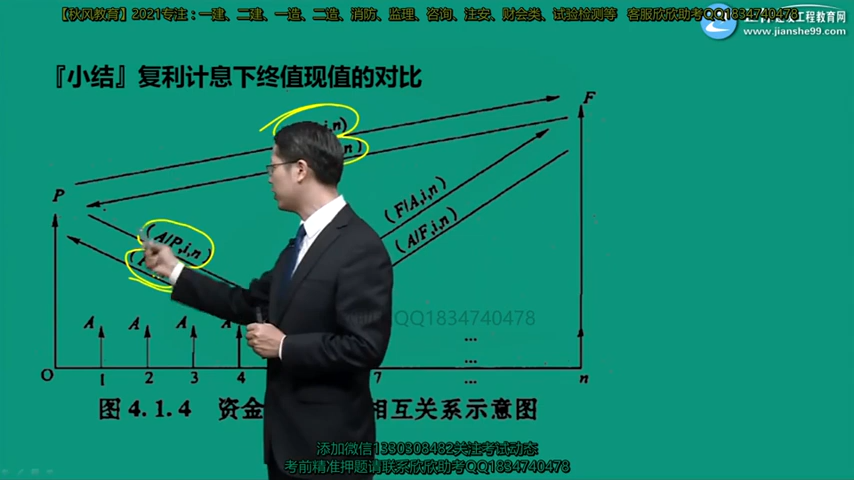 【秋风教育】2021专注：一建、二建、一造、二造、消防、监理、咨询、注安、财会类、试验检测等 客服欣欣助考QQ1834740478
工程教育网
www.jianshe99.com
『小结』复利计息下终值现值的对比
F
,i,n)
n)
P
(F/A,i,n)
(A/P,i,n)
(A/F,i,n)
QQ1834740478
A A A A
...
...
O 1 2 3 4 7 ... n
图 4.1.4 资金 相互关系示意图
添加微信1330308482关注考试动态
考前精准押题请联系欣欣助考QQ1834740478